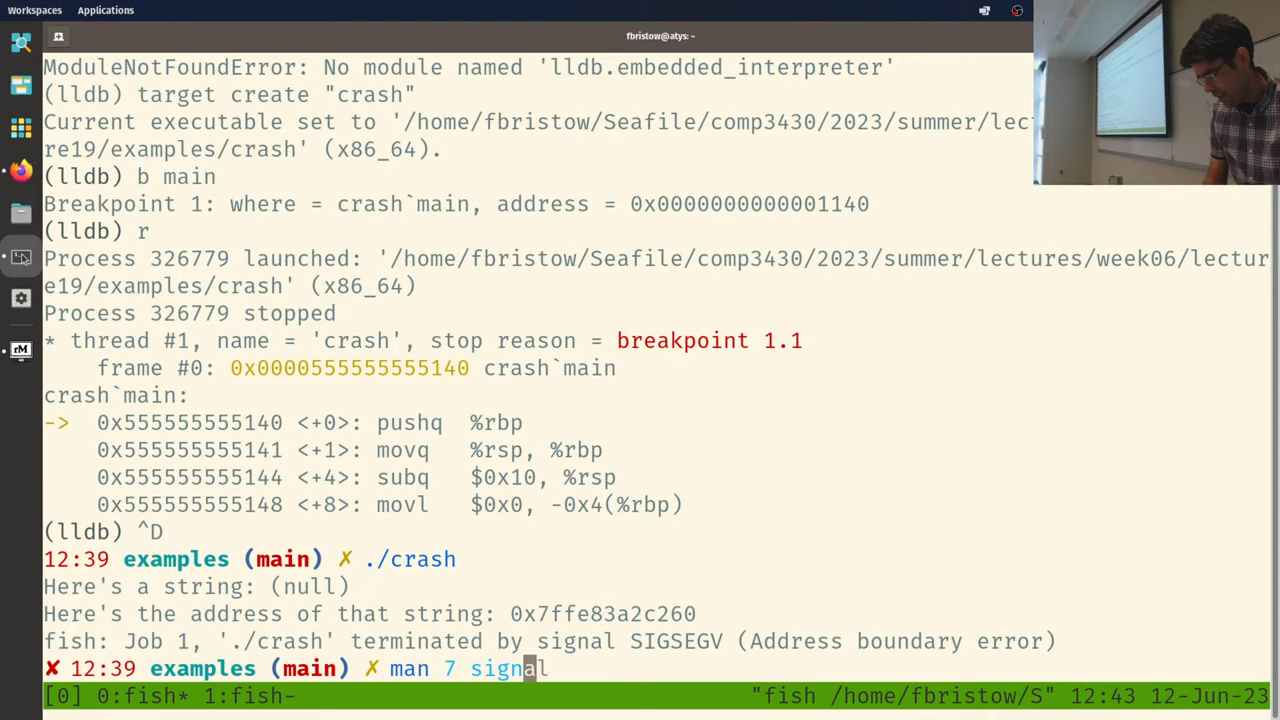 Workspaces Applications
fbristow@atys:~
ModuleNotFoundError: No module named 'lldb.embedded_interpreter'
(lldb) target create "crash"
Current executable set to '/home/fbristow/Seafile/comp3430/2023/summer/lect
re19/examples/crash' (x86_64).
(lldb) b main
Breakpoint 1: where = crash`main, address = 0x0000000000001140
(lldb) r
Process 326779 launched: '/home/fbristow/Seafile/comp3430/2023/summer/lectures/week06/lectur
e19/examples/crash' (x86_64)
Process 326779 stopped
* thread #1, name = 'crash', stop reason = breakpoint 1.1
frame #0: 0x0000555555555140 crash`main
crash`main:
-> 0x555555555140 <+0>: pushq %rbp
0x555555555141 <+1>: movq %rsp, %rbp
0x555555555144 <+4>: subq $0x10, %rsp
0x555555555148 <+8>: movl $0x0, -0x4(%rbp)
(lldb) ^D
12:39 examples (main) ✗ ./crash
Here's a string: (null)
Here's the address of that string: 0x7ffe83a2c260
fish: Job 1, './crash' terminated by signal SIGSEGV (Address boundary error)
✘ 12:39 examples (main) ✗ man 7 signal
[0] 0:fish* 1:fish- "fish /home/fbristow/S" 12:43 12-Jun-23
rM